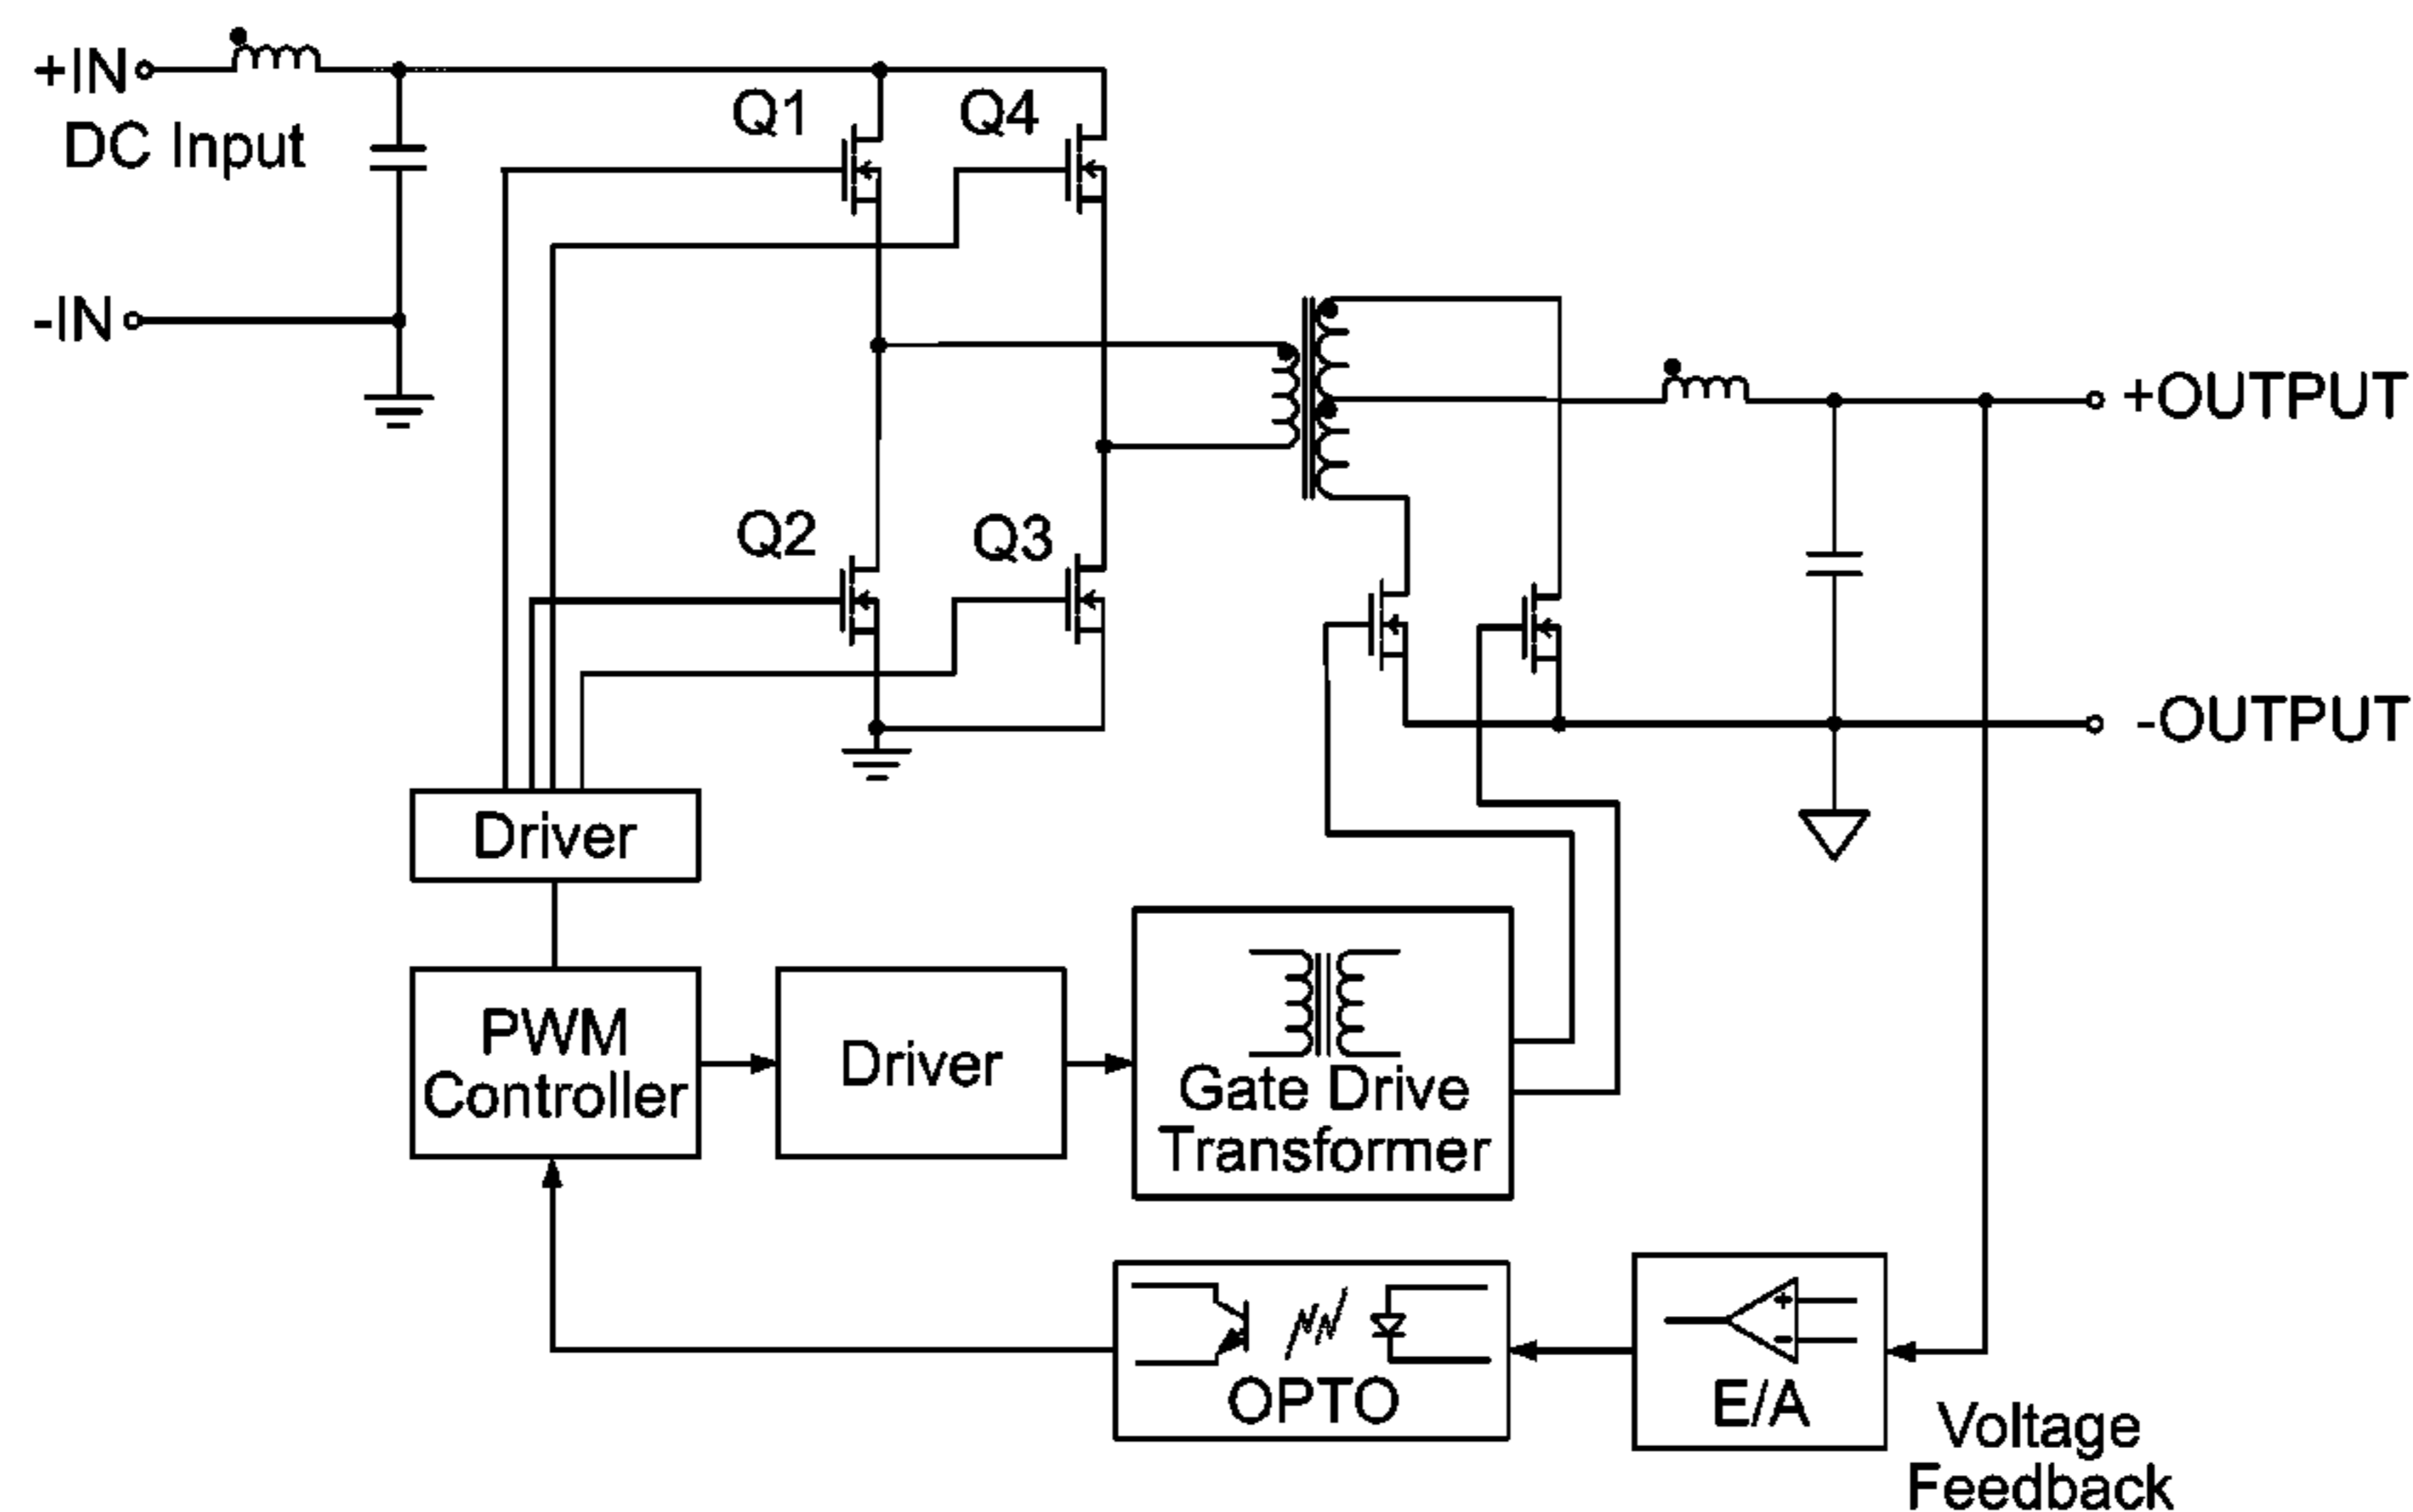 +IN
DC Input
-IN
Q1
Q4
Q2
Q3
+OUTPUT
-OUTPUT
Driver
PWM
Controller
Driver
Gate Drive
Transformer
OPTO
+
-
E/A
Voltage
Feedback